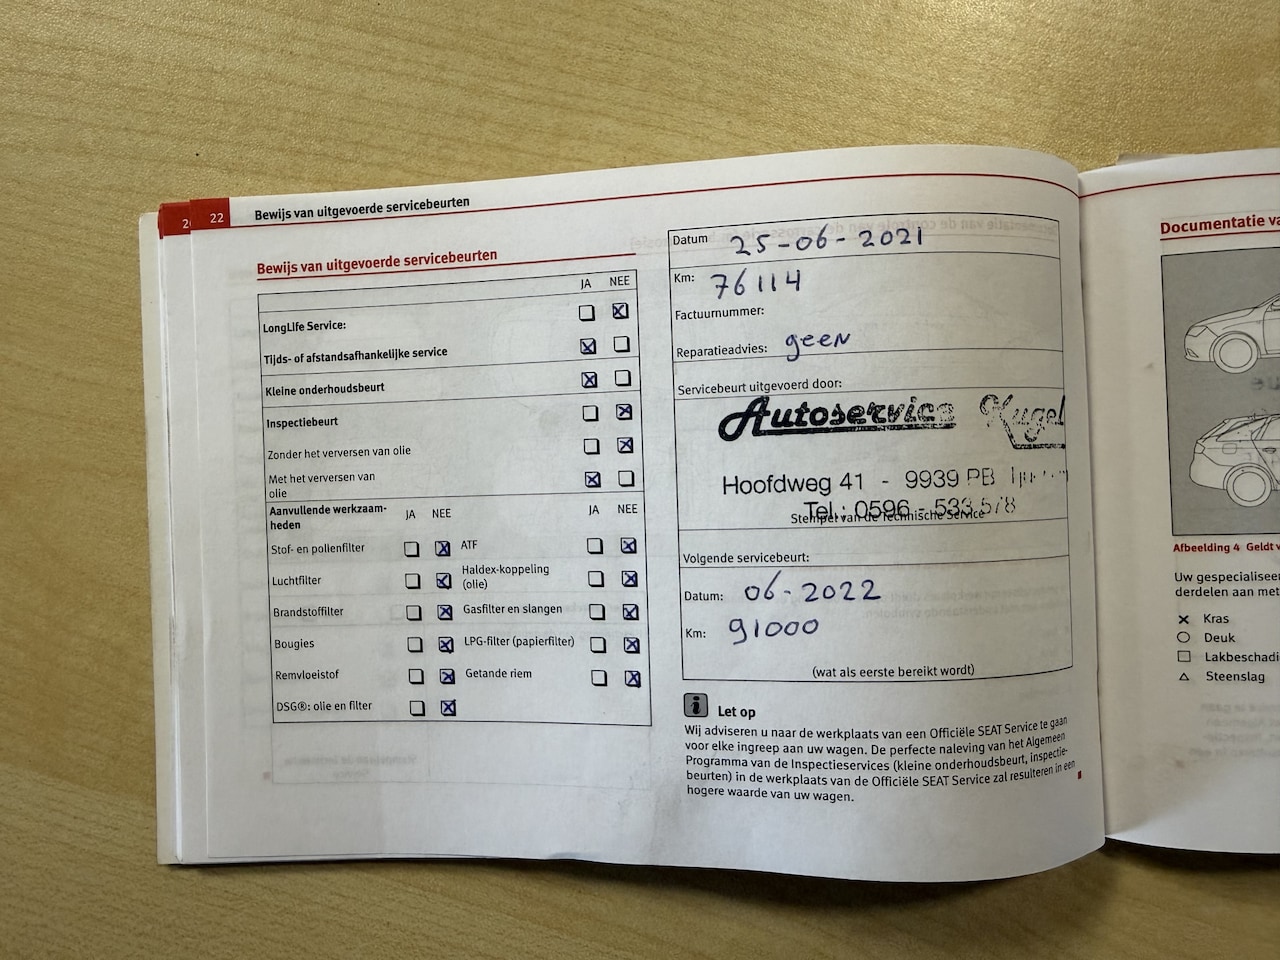 22
Bewijs van uitgevoerde servicebeurten
Bewijs van uitgevoerde servicebeurten
JA NEE
LongLife Service:
Tijds- of afstandsafhankelijke service
Kleine onderhoudsbeurt
Inspectiebeurt
Zonder het verversen van olie
Met het verversen van
olie
Aanvullende werkzaam-
heden
JA NEE JA NEE
Stof- en pollenfilter
ATF
Luchtfilter
Haldex-koppeling
(olie)
Brandstoffilter
Gasfilter en slangen
Bougies
LPG-filter (papierfilter)
Remvloeistof
Getande riem
DSG®: olie en filter
Datum 25-06-2021
Km: 76114
Factuurnummer:
Reparatieadvies: geen
Servicebeurt uitgevoerd door:
Autoservice Kugel
Hoofdweg 41 - 9939 PB
Tel.: 0596 - 533 578
Stempel van de Technische Service
Volgende servicebeurt:
Datum: 06-2022
Km: 91000
(wat als eerste bereikt wordt)
Let op
Wij adviseren u naar de werkplaats van een Officiële SEAT Service te gaan
voor elke ingreep aan uw wagen. De perfecte naleving van het Algemeen
Programma van de Inspectieservices (kleine onderhoudsbeurt, inspectie-
beurten) in de werkplaats van de Officiële SEAT Service zal resulteren in een
hogere waarde van uw wagen.
Documentatie
Afbeelding 4 Geldt
Uw
derdelen aan met
Kras
Deuk
Steenslag